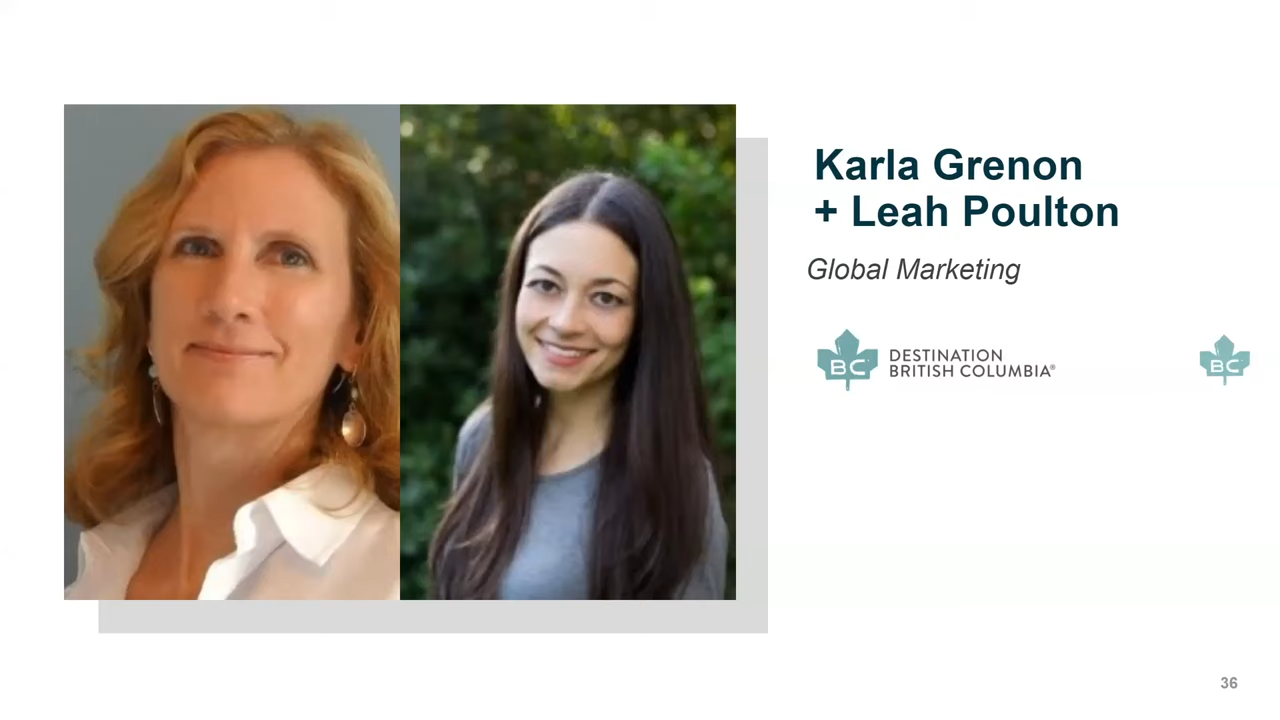 Karla Grenon
+ Leah Poulton
Global Marketing
BC
DESTINATION
BRITISH COLUMBIA®
BC
36